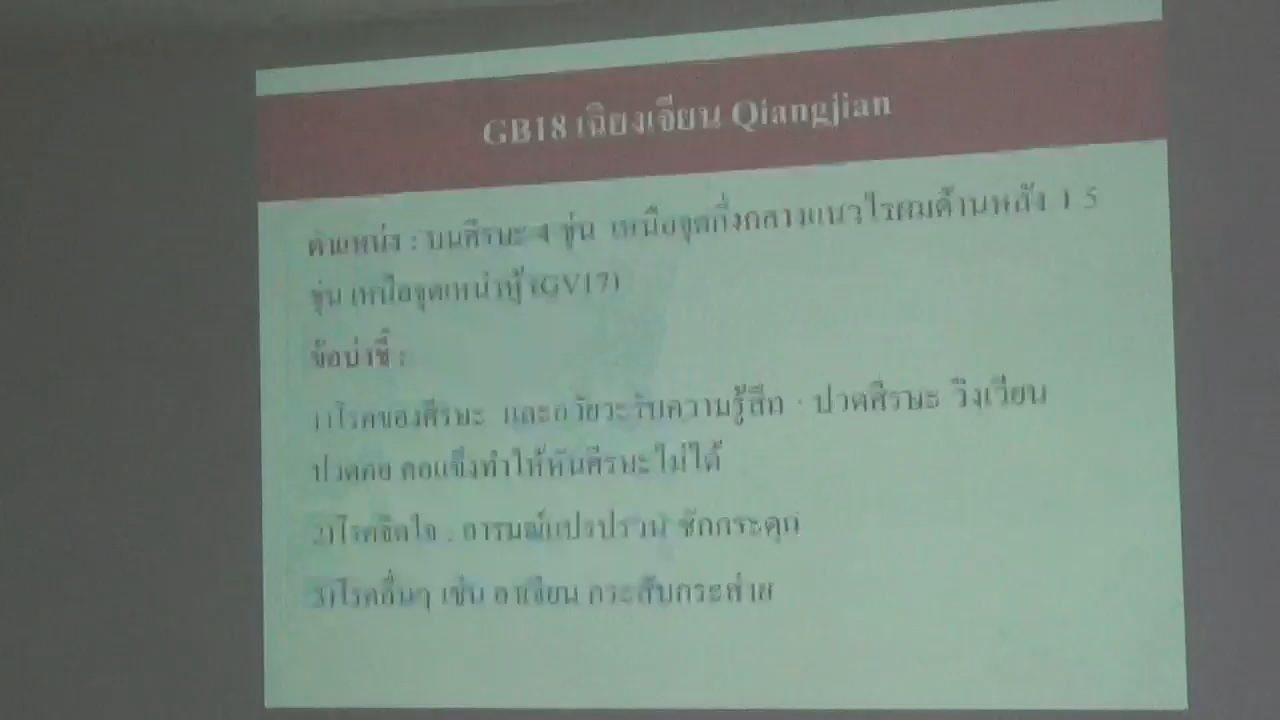 GB18 เฉียงเจียน Qiangjian
ตำแหน่ง : บนศีรษะ 4 ชุ่น เหนือจุดกึ่งกลางแนวไรผมด้านหลัง 1.5
ชุ่น เหนือจุดเหน่าฮู้ (GV17)
ข้อบ่งชี้ :
1)โรคของศีรษะ และอวัยวะรับความรู้สึก : ปวดศีรษะ วิงเวียน
ปวดคอ คอแข็งทำให้หันศีรษะไม่ได้
2)โรคจิตใจ : อารมณ์แปรปรวน ชักกระตุก
3)โรคอื่นๆ เช่น อาเจียน กระสับกระส่าย